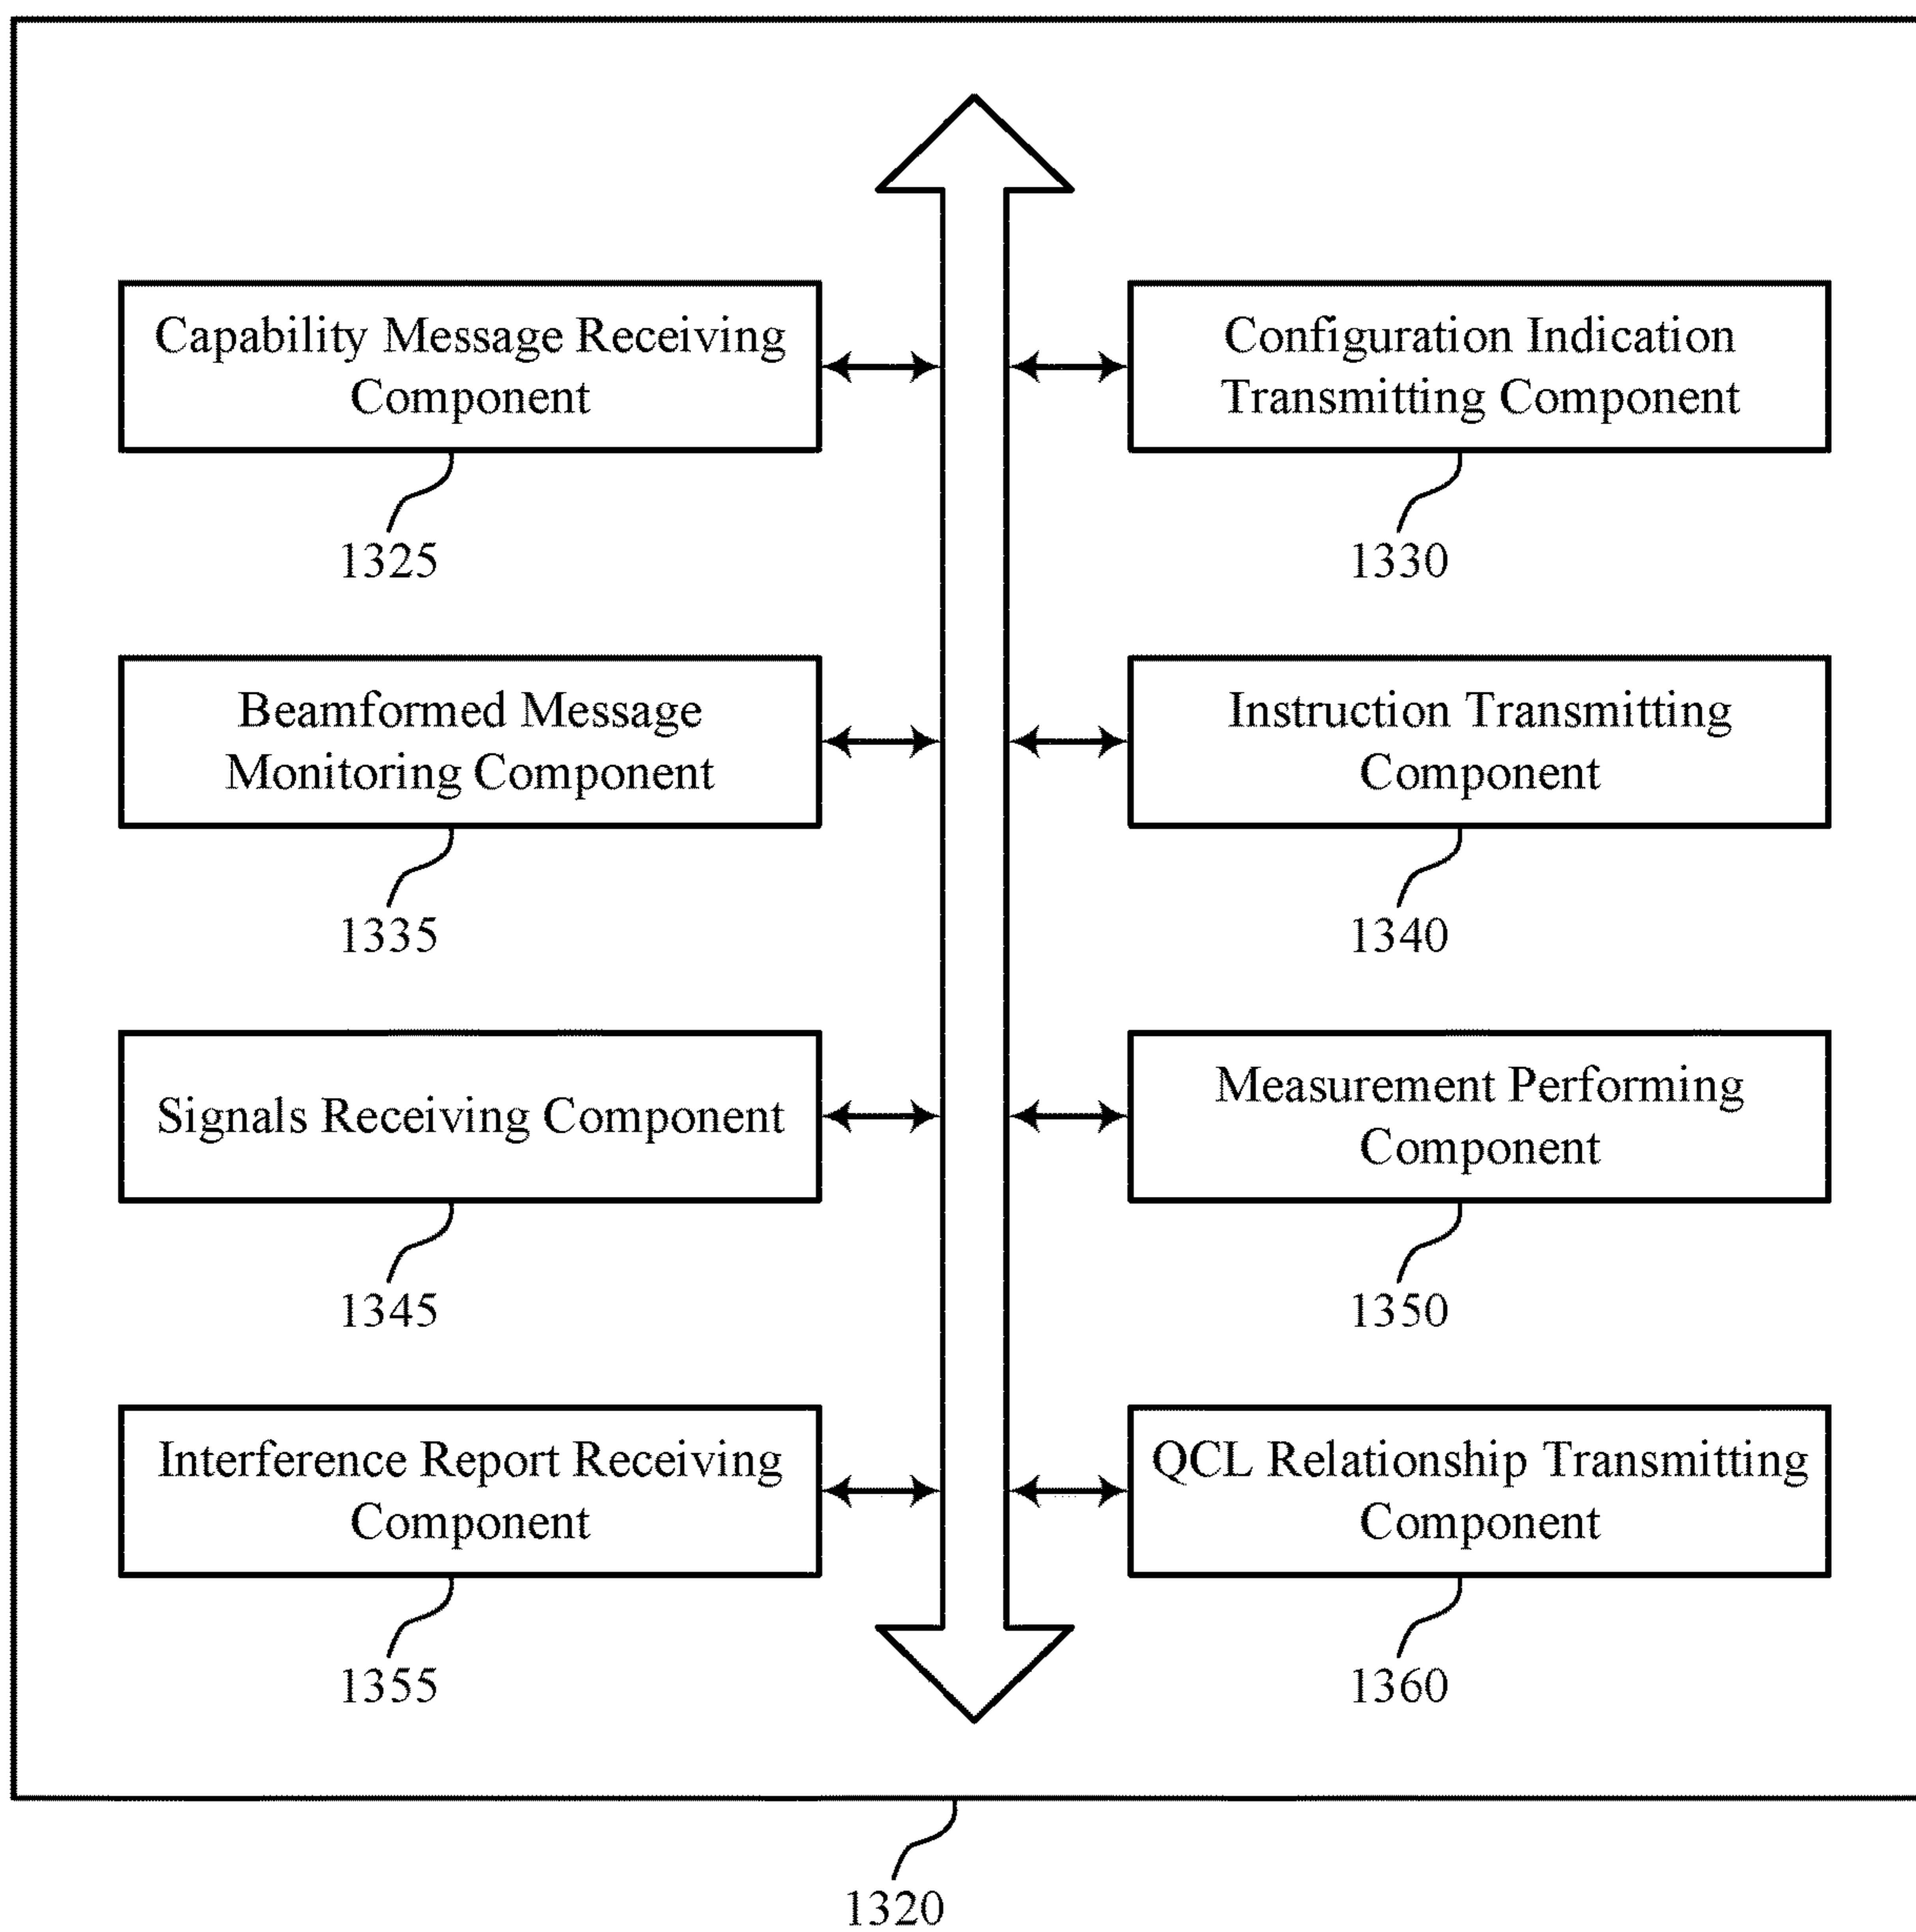 Capability Message Receiving
Component
1325
Configuration Indication
Transmitting Component
1330
Beamformed Message
Monitoring Component
1335
Instruction Transmitting
Component
1340
Signals Receiving Component
1345
Measurement Performing
Component
1350
Interference Report Receiving
Component
1355
QCL Relationship Transmitting
Component
1360
1320